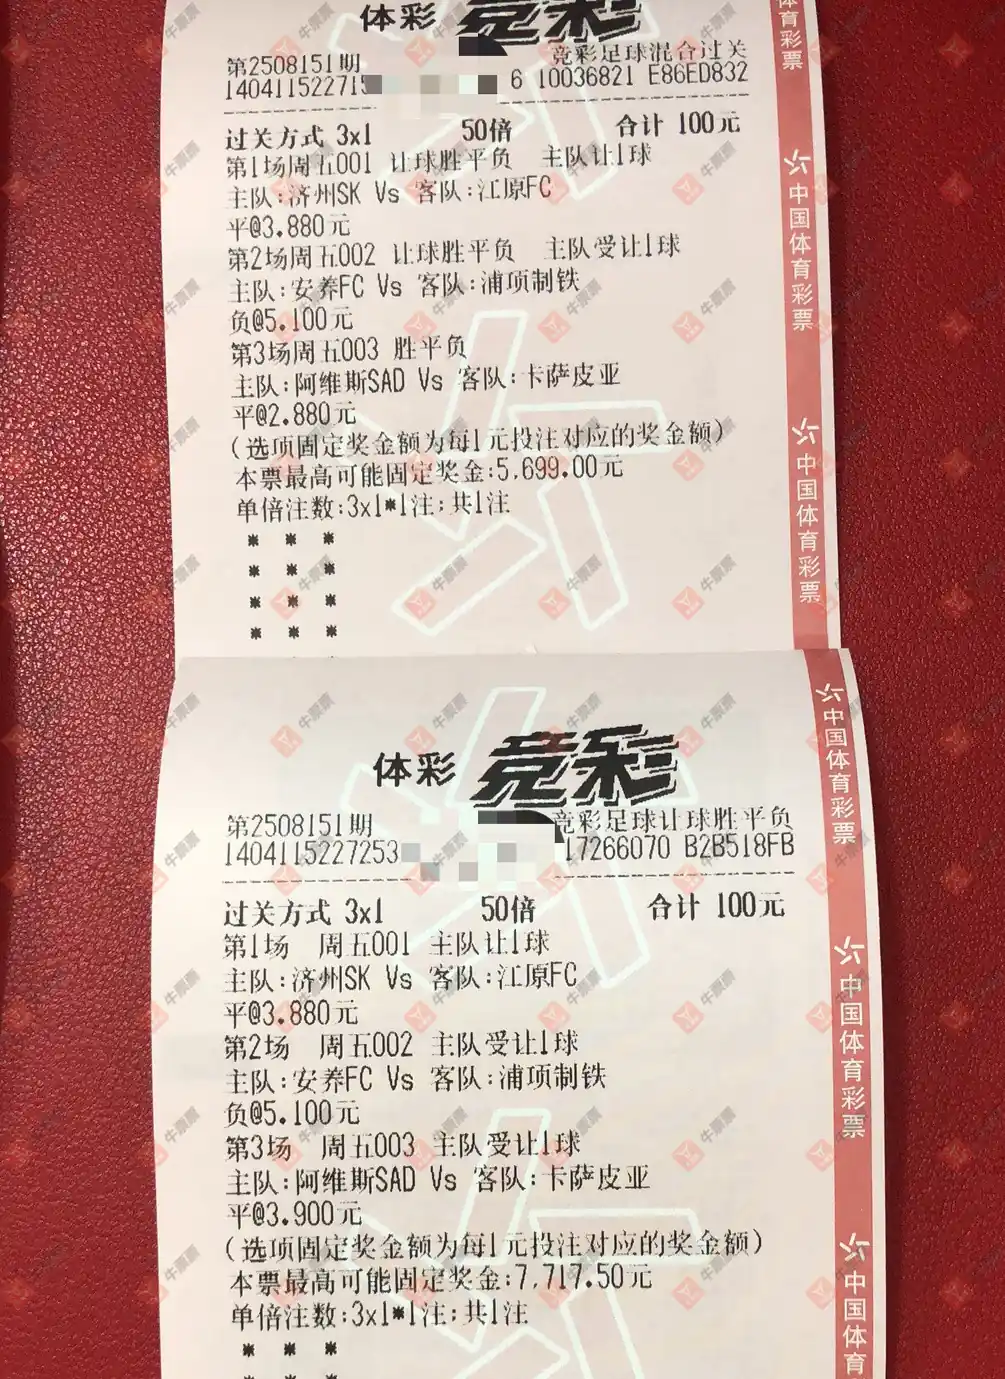 体彩 竞彩
竞彩足球混合过关
第2508151期
14041152271 6 10036821 E86ED832
过关方式 3x1 50倍 合计 100元
第1场周五001 让球胜平负 主队让1球
主队:济州SK Vs 客队:江原FC
平@3.880元
第2场周五002 让球胜平负 主队受让1球
主队:安养FC Vs 客队:浦项制铁
负@5.100元
第3场周五003 胜平负
主队:阿维斯SAD Vs 客队:卡萨皮亚
平@2.880元
(选项固定奖金额为每1元投注对应的奖金额)
本票最高可能固定奖金:5,699.00元
单倍注数:3x1*1注;共1注
* * *
* * *
* * *
* * *
体彩 竞彩
第2508151期 竞彩足球让球胜平负
1404115227253 17266070 B2B518FB
过关方式 3x1 50倍 合计 100元
第1场 周五001 主队让1球
主队:济州SK Vs 客队:江原FC
平@3.880元
第2场 周五002 主队受让1球
主队:安养FC Vs 客队:浦项制铁
负@5.100元
第3场 周五003 主队受让1球
主队:阿维斯SAD Vs 客队:卡萨皮亚
平@3.900元
(选项固定奖金额为每1元投注对应的奖金额)
本票最高可能固定奖金:7,717.50元
单倍注数:3x1*1注;共1注
* * *
体育彩票
中国体育彩票
中国体育彩票
中国体育彩票
中国体育彩票
中国体育
牛票票